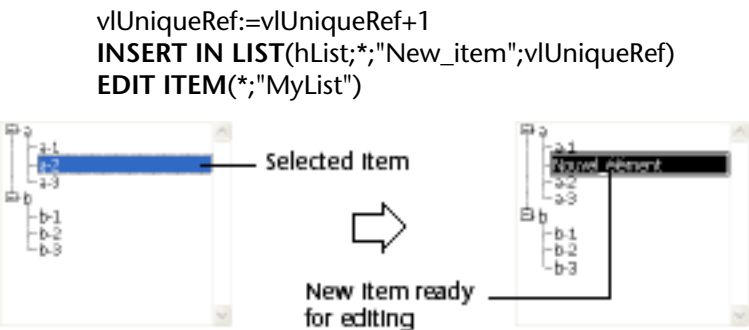 vlUniqueRef:=vlUniqueRef+1
INSERT IN LIST(hList;*;"New_item";vlUniqueRef)
EDIT ITEM(*;"MyList")
a
a-1
a-2
a-3
b
b-1
b-2
b-3
Selected Item
a
a-1
Nouvel élément
a-2
a-3
b
b-1
b-2
b-3
New Item ready
for editing